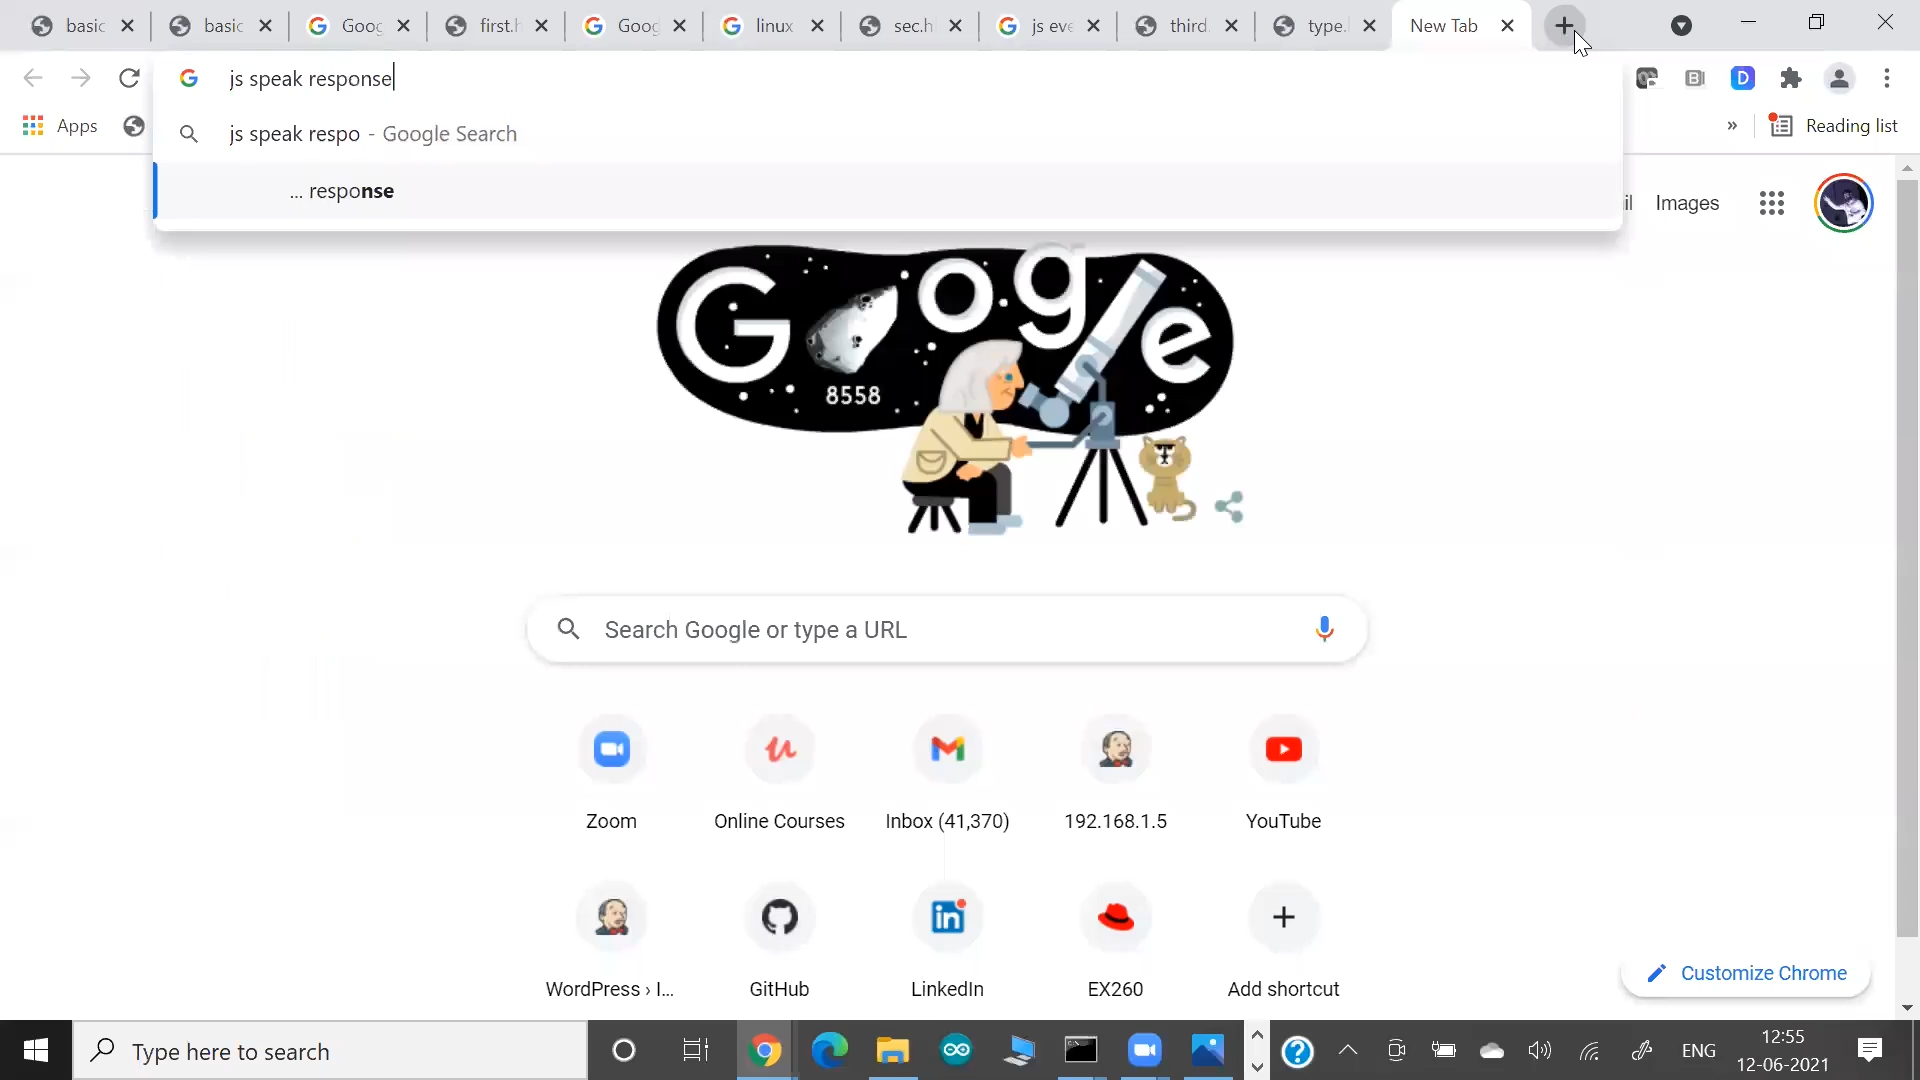 basic
basic
Goog
first.h
Goog
linux
sec.h
js eve
third.
type.l
New Tab
js speak response
Apps
js speak respo - Google Search
... response
Reading list
il
Images
Google
8558
Search Google or type a URL
Zoom
Online Courses
Inbox (41,370)
192.168.1.5
YouTube
WordPress › I...
GitHub
LinkedIn
EX260
Add shortcut
Customize Chrome
Type here to search
ENG
12:55
12-06-2021